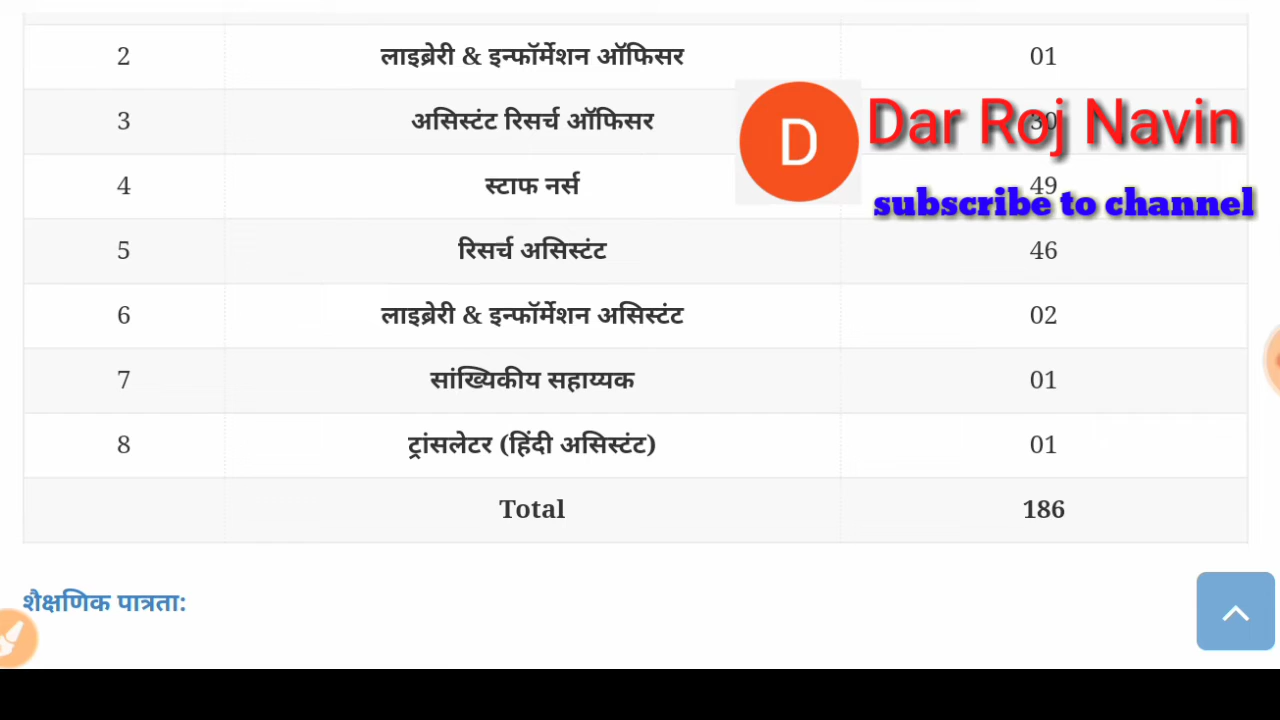 2 लाइब्रेरी & इन्फॉर्मेशन ऑफिसर 01
3 असिस्टंट रिसर्च ऑफिसर 30
D Dar Roj Navin
4 स्टाफ नर्स 49
subscribe to channel
5 रिसर्च असिस्टंट 46
6 लाइब्रेरी & इन्फॉर्मेशन असिस्टंट 02
7 सांख्यिकीय सहाय्यक 01
8 ट्रांसलेटर (हिंदी असिस्टंट) 01
Total 186
शैक्षणिक पात्रता: